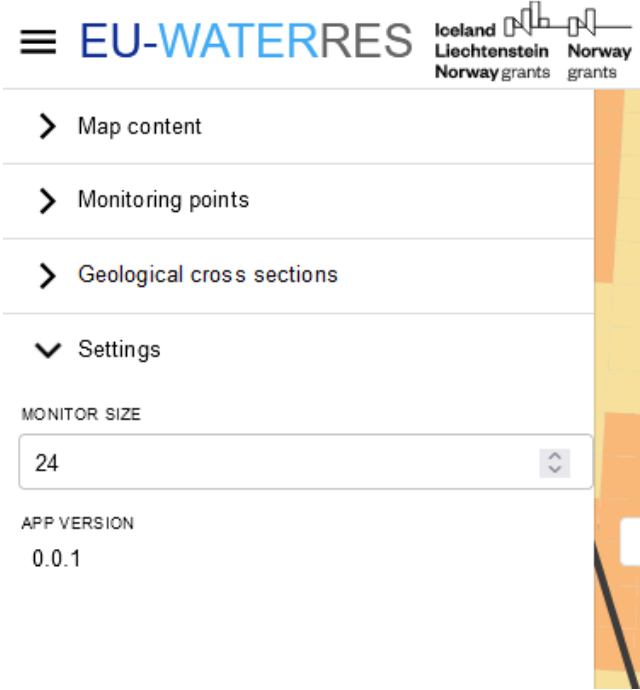 EU-WATERRES
Iceland
Liechtenstein
Norway grants
Norway
grants
Map content
Monitoring points
Geological cross sections
Settings
MONITOR SIZE
24
APP VERSION
0.0.1